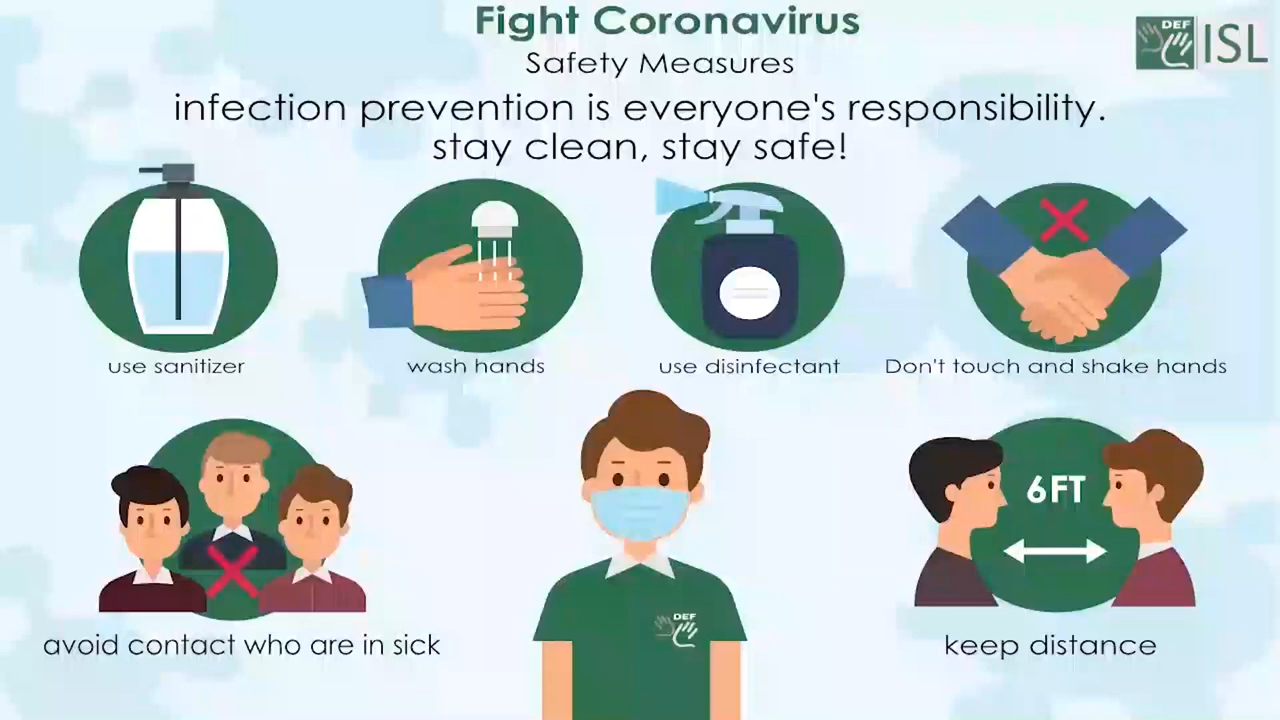 Fight Coronavirus
DEF
ISL
Safety Measures
infection prevention is everyone's responsibility.
stay clean, stay safe!
use sanitizer
wash hands
use disinfectant
Don't touch and shake hands
6FT
DEF
avoid contact who are in sick
keep distance